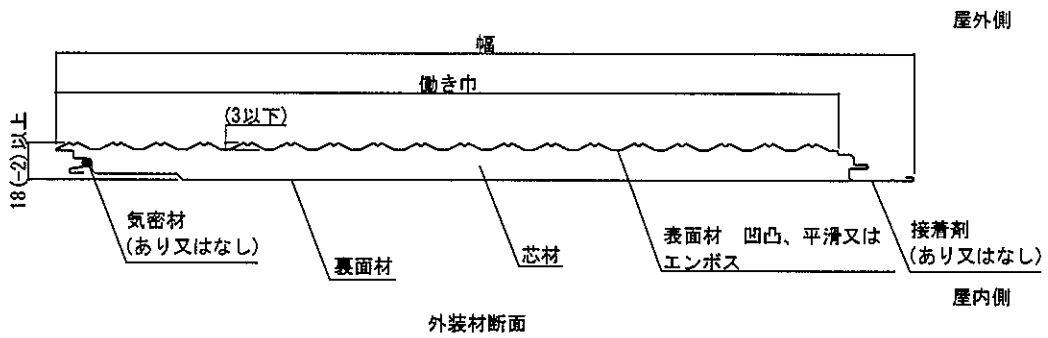 屋外側
幅
働き巾
(3以下)
18(-2)以上
気密材
(あり又はなし)
裏面材
芯材
表面材 凹凸、平滑又は
エンボス
接着剤
(あり又はなし)
屋内側
外装材断面